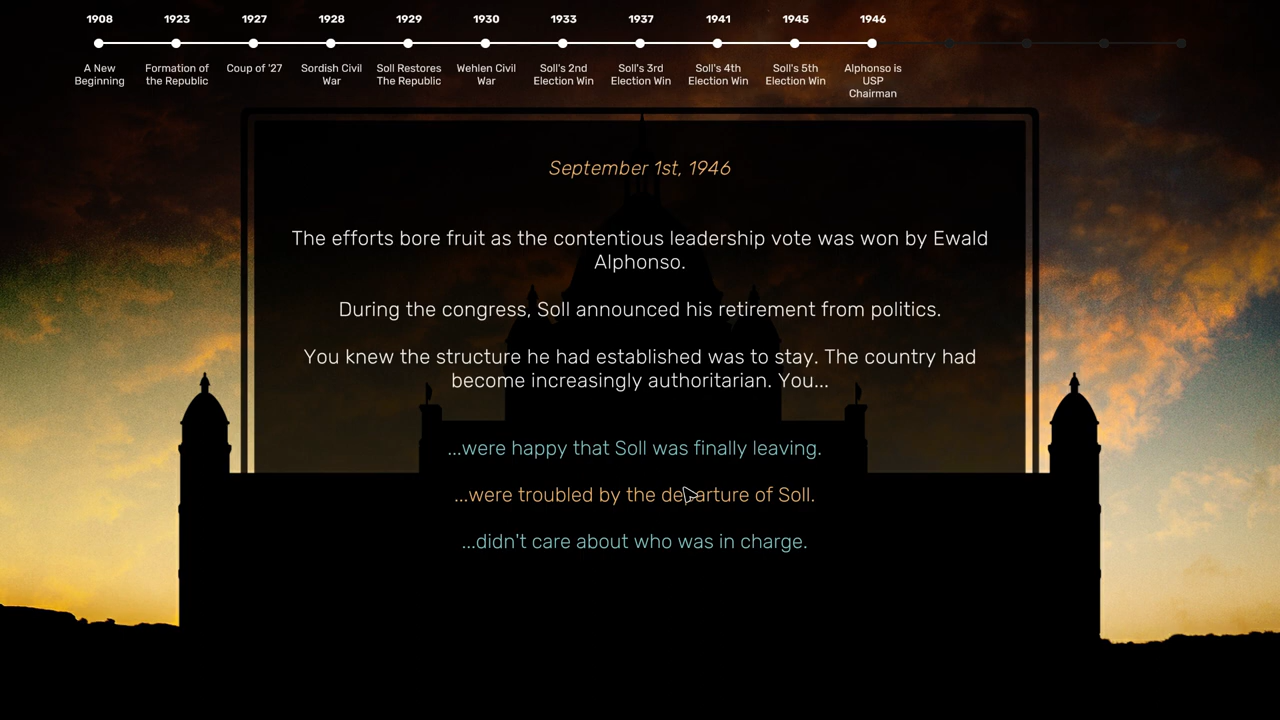 1908
1923
1927
1928
1929
1930
1933
1937
1941
1945
1946
A New
Beginning
Formation of
the Republic
Coup of '27
Sordish Civil
War
Soll Restores
The Republic
Wehlen Civil
War
Soll's 2nd
Election Win
Soll's 3rd
Election Win
Soll's 4th
Election Win
Soll's 5th
Election Win
Alphonso is
USP
Chairman
September 1st, 1946
The efforts bore fruit as the contentious leadership vote was won by Ewald
Alphonso.
During the congress, Soll announced his retirement from politics.
You knew the structure he had established was to stay. The country had
become increasingly authoritarian. You...
...were happy that Soll was finally leaving.
...were troubled by the departure of Soll.
...didn't care about who was in charge.